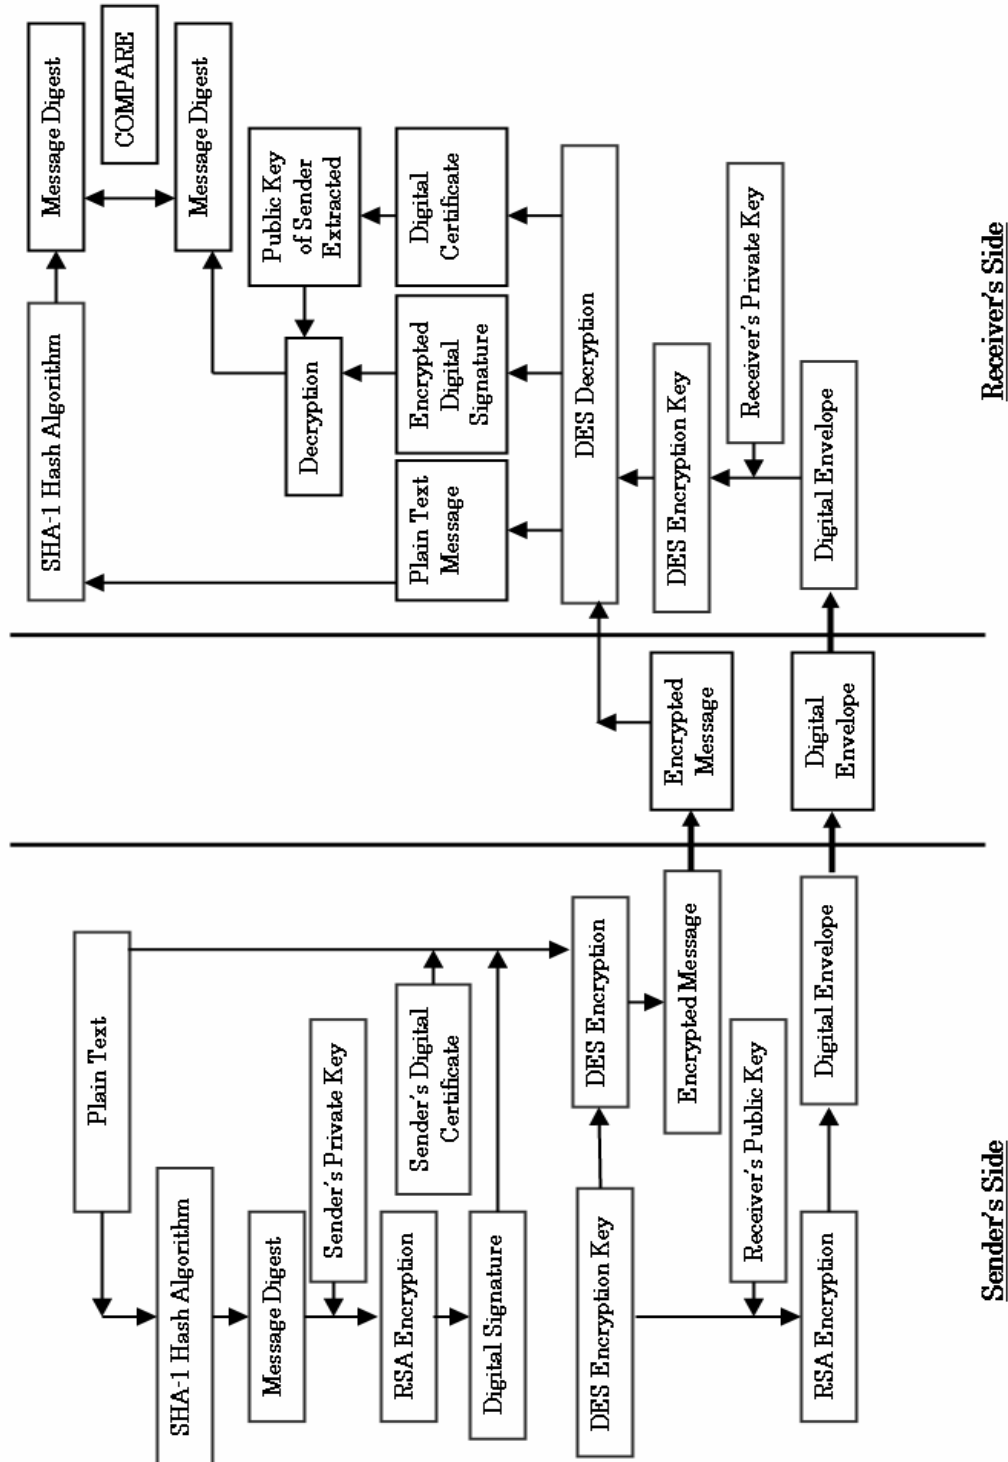 Plain Text
SHA-1 Hash Algorithm
Message Digest
Sender's Private Key
RSA Encryption
Digital Signature
Sender's Digital
Certificate
DES Encryption Key
DES Encryption
Encrypted Message
Receiver's Public Key
RSA Encryption
Digital Envelope
Sender's Side
Encrypted
Message
Digital
Envelope
SHA-1 Hash Algorithm
Message Digest
COMPARE
Message Digest
Decryption
Public Key
of Sender
Extracted
Plain Text
Message
Encrypted
Digital
Signature
Digital
Certificate
DES Decryption
DES Encryption Key
Receiver's Private Key
Digital Envelope
Receiver's Side